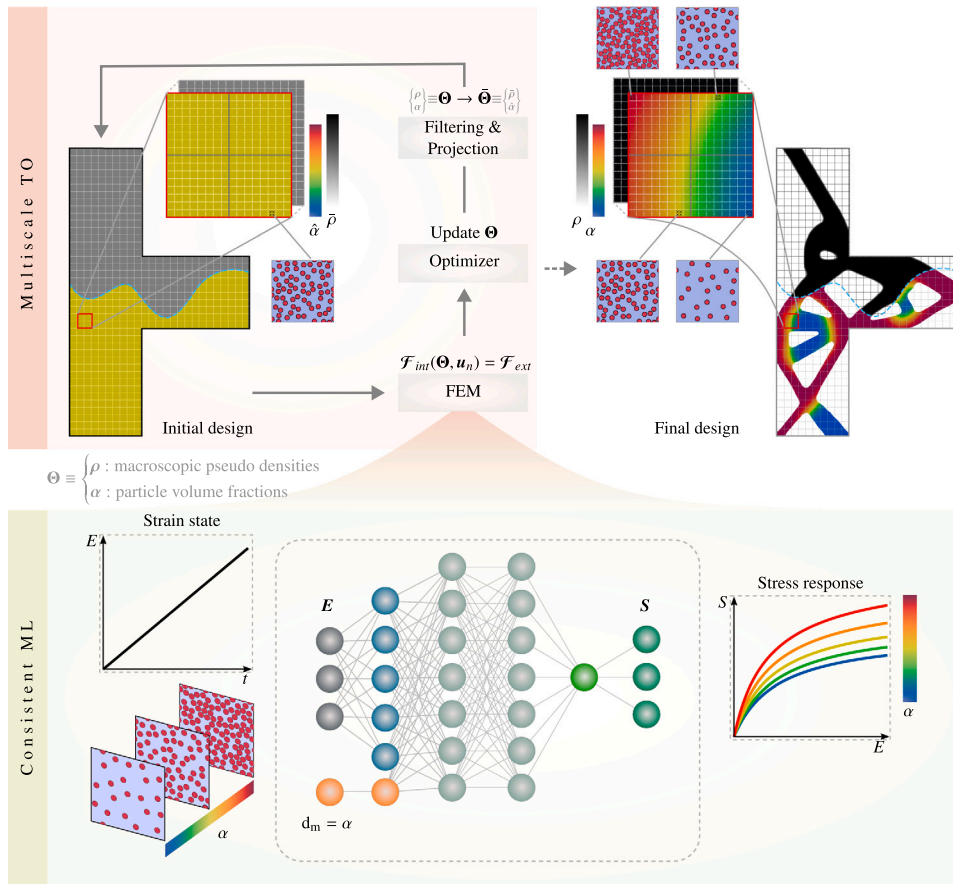 Multiscale TO
{ρ α} ≡ Θ → Θ̄ ≡ {ρ̄ α̂}
Filtering &
Projection
α̂
ρ̄
Update Θ
Optimizer
ℱint(Θ, un) = ℱext
FEM
Initial design
ρ
α
Final design
Θ ≡ { ρ : macroscopic pseudo densities
α : particle volume fractions
Consistent ML
Strain state
E
t
α
E
S
dm = α
Stress response
S
E
α